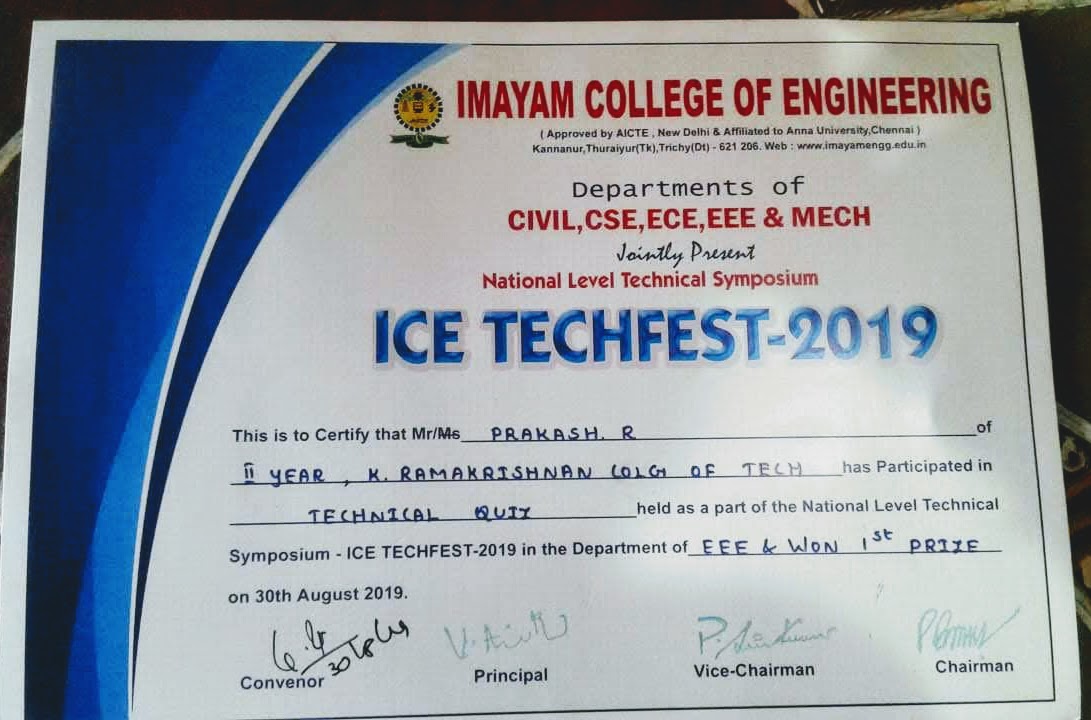 IMAYAM COLLEGE OF ENGINEERING
( Approved by AICTE , New Delhi & Affiliated to Anna University,Chennai )
Kannanur,Thuraiyur(Tk),Trichy(Dt) - 621 206. Web : www.imayamengg.edu.in
Departments of
CIVIL,CSE,ECE,EEE & MECH
Jointly Present
National Level Technical Symposium
ICE TECHFEST-2019
This is to Certify that Mr/Ms PRAKASH. R of
II YEAR , K. RAMAKRISHNAN COLG OF TECH has Participated in
TECHNICAL QUIZ held as a part of the National Level Technical
Symposium - ICE TECHFEST-2019 in the Department of EEE & WON 1st PRIZE
on 30th August 2019.
Convenor Principal Vice-Chairman Chairman